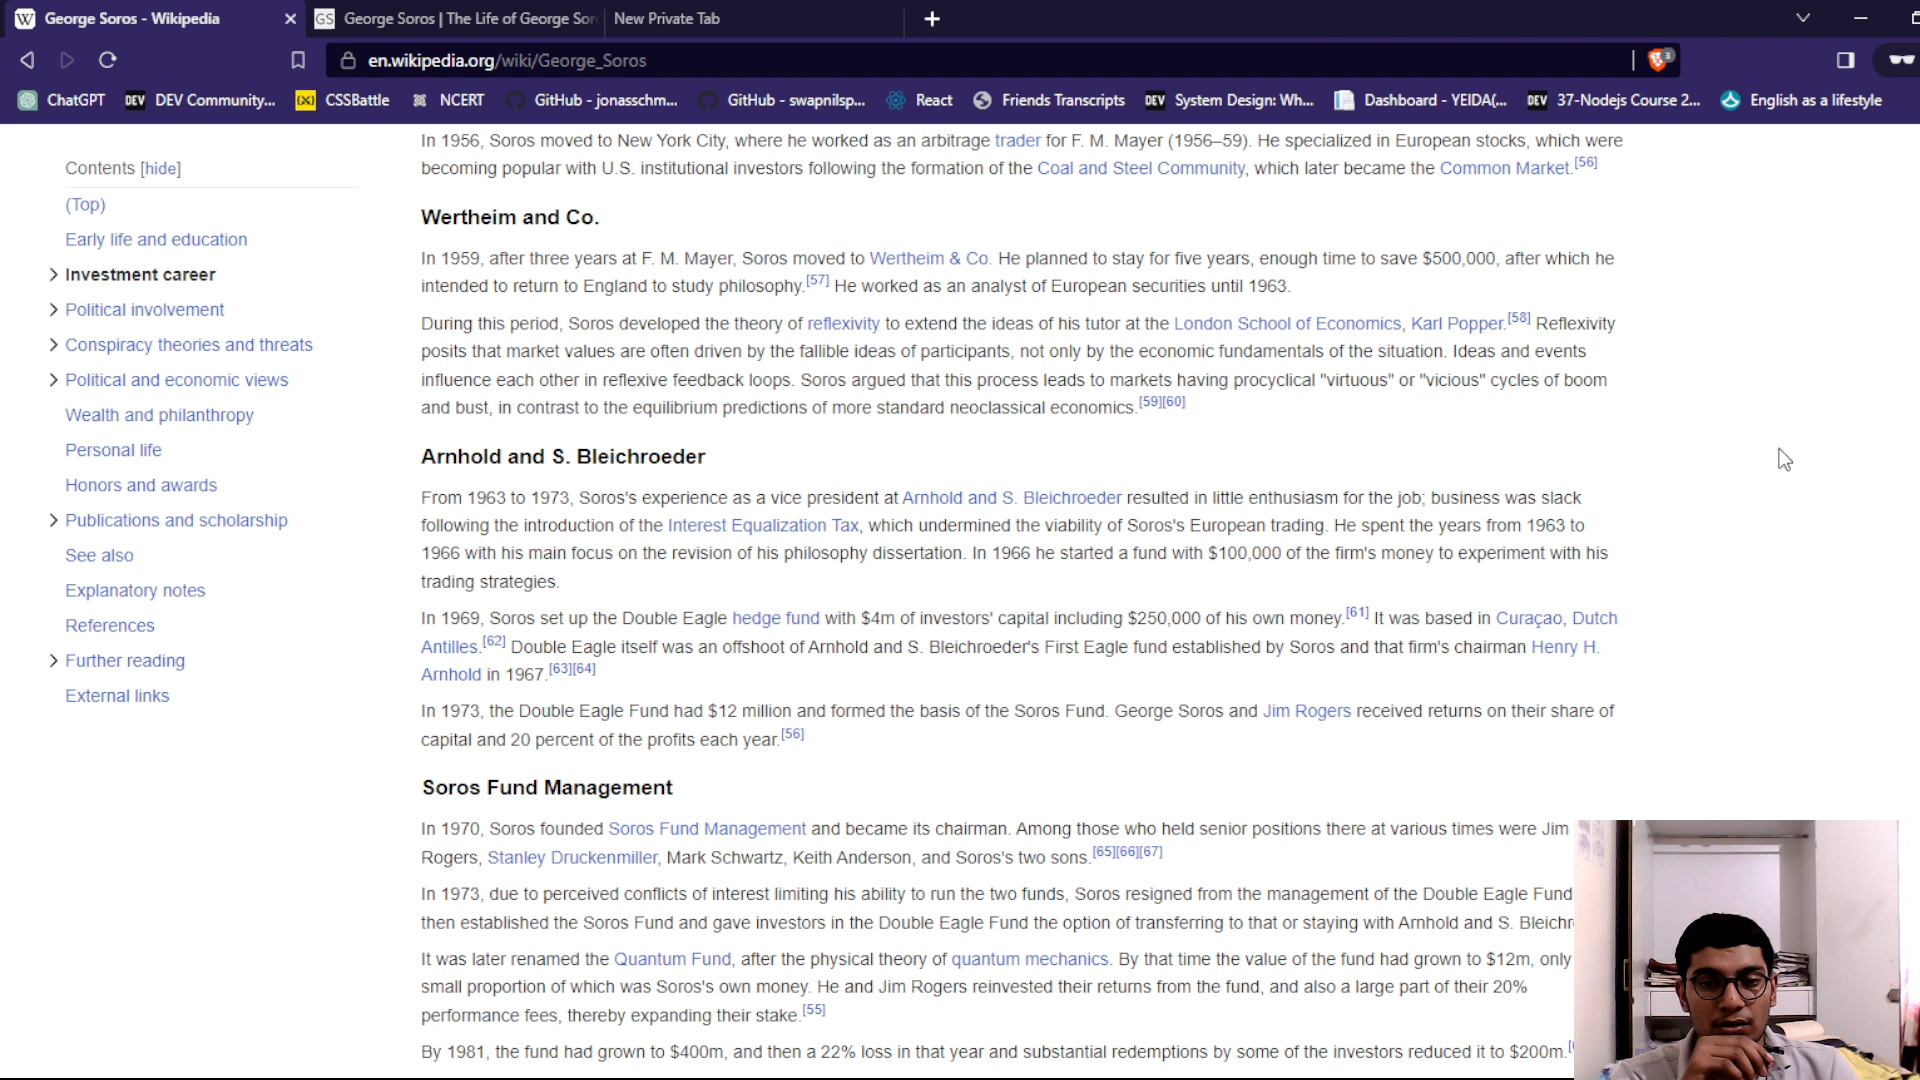 George Soros - Wikipedia
GS George Soros | The Life of George Sor
New Private Tab
en.wikipedia.org/wiki/George_Soros
3
ChatGPT
DEV DEV Community...
CSSBattle
NCERT
GitHub - jonasschm...
GitHub - swapnilsp...
React
Friends Transcripts
DEV System Design: Wh...
Dashboard - YEIDA(...
DEV 37-Nodejs Course 2...
English as a lifestyle
Contents [hide]
(Top)
Early life and education
Investment career
Political involvement
Conspiracy theories and threats
Political and economic views
Wealth and philanthropy
Personal life
Honors and awards
Publications and scholarship
See also
Explanatory notes
References
Further reading
External links
In 1956, Soros moved to New York City, where he worked as an arbitrage trader for F. M. Mayer (1956–59). He specialized in European stocks, which were
becoming popular with U.S. institutional investors following the formation of the Coal and Steel Community, which later became the Common Market.[56]
Wertheim and Co.
In 1959, after three years at F. M. Mayer, Soros moved to Wertheim & Co. He planned to stay for five years, enough time to save $500,000, after which he
intended to return to England to study philosophy.[57] He worked as an analyst of European securities until 1963.
During this period, Soros developed the theory of reflexivity to extend the ideas of his tutor at the London School of Economics, Karl Popper.[58] Reflexivity
posits that market values are often driven by the fallible ideas of participants, not only by the economic fundamentals of the situation. Ideas and events
influence each other in reflexive feedback loops. Soros argued that this process leads to markets having procyclical "virtuous" or "vicious" cycles of boom
and bust, in contrast to the equilibrium predictions of more standard neoclassical economics.[59][60]
Arnhold and S. Bleichroeder
From 1963 to 1973, Soros's experience as a vice president at Arnhold and S. Bleichroeder resulted in little enthusiasm for the job; business was slack
following the introduction of the Interest Equalization Tax, which undermined the viability of Soros's European trading. He spent the years from 1963 to
1966 with his main focus on the revision of his philosophy dissertation. In 1966 he started a fund with $100,000 of the firm's money to experiment with his
trading strategies.
In 1969, Soros set up the Double Eagle hedge fund with $4m of investors' capital including $250,000 of his own money.[61] It was based in Curaçao, Dutch
Antilles.[62] Double Eagle itself was an offshoot of Arnhold and S. Bleichroeder's First Eagle fund established by Soros and that firm's chairman Henry H.
Arnhold in 1967.[63][64]
In 1973, the Double Eagle Fund had $12 million and formed the basis of the Soros Fund. George Soros and Jim Rogers received returns on their share of
capital and 20 percent of the profits each year.[56]
Soros Fund Management
In 1970, Soros founded Soros Fund Management and became its chairman. Among those who held senior positions there at various times were Jim
Rogers, Stanley Druckenmiller, Mark Schwartz, Keith Anderson, and Soros's two sons.[65][66][67]
In 1973, due to perceived conflicts of interest limiting his ability to run the two funds, Soros resigned from the management of the Double Eagle Fund
then established the Soros Fund and gave investors in the Double Eagle Fund the option of transferring to that or staying with Arnhold and S. Bleichr
It was later renamed the Quantum Fund, after the physical theory of quantum mechanics. By that time the value of the fund had grown to $12m, only
small proportion of which was Soros's own money. He and Jim Rogers reinvested their returns from the fund, and also a large part of their 20%
performance fees, thereby expanding their stake.[55]
By 1981, the fund had grown to $400m, and then a 22% loss in that year and substantial redemptions by some of the investors reduced it to $200m.